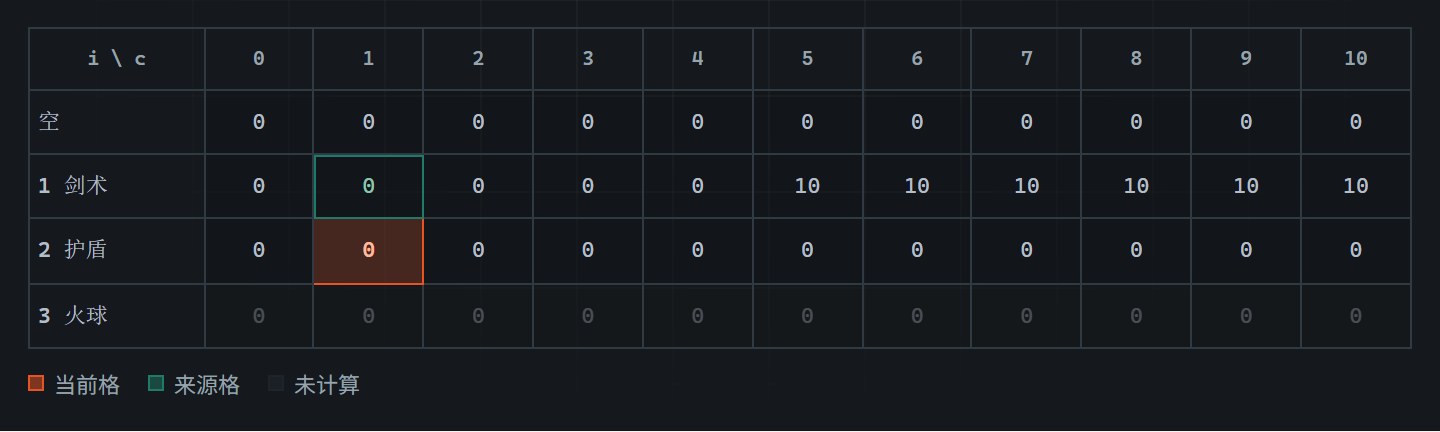 i \ c 0 1 2 3 4 5 6 7 8 9 10
空 0 0 0 0 0 0 0 0 0 0 0
1 剑术 0 0 0 0 0 10 10 10 10 10 10
2 护盾 0 0 0 0 0 0 0 0 0 0 0
3 火球 0 0 0 0 0 0 0 0 0 0 0
当前格 来源格 未计算